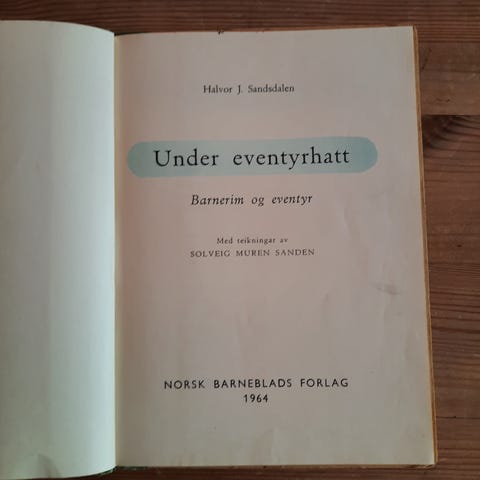 Halvor J. Sandsdalen
Under eventyrhatt
Barnerim og eventyr
Med teikningar av
SOLVEIG MUREN SANDEN
NORSK BARNEBLADS FORLAG
1964